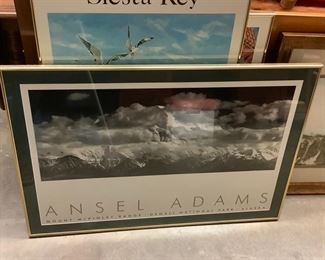 Siesta Key
ANSEL ADAMS
MOUNT MCKINLEY RANGE · DENALI NATIONAL PARK · ALASKA